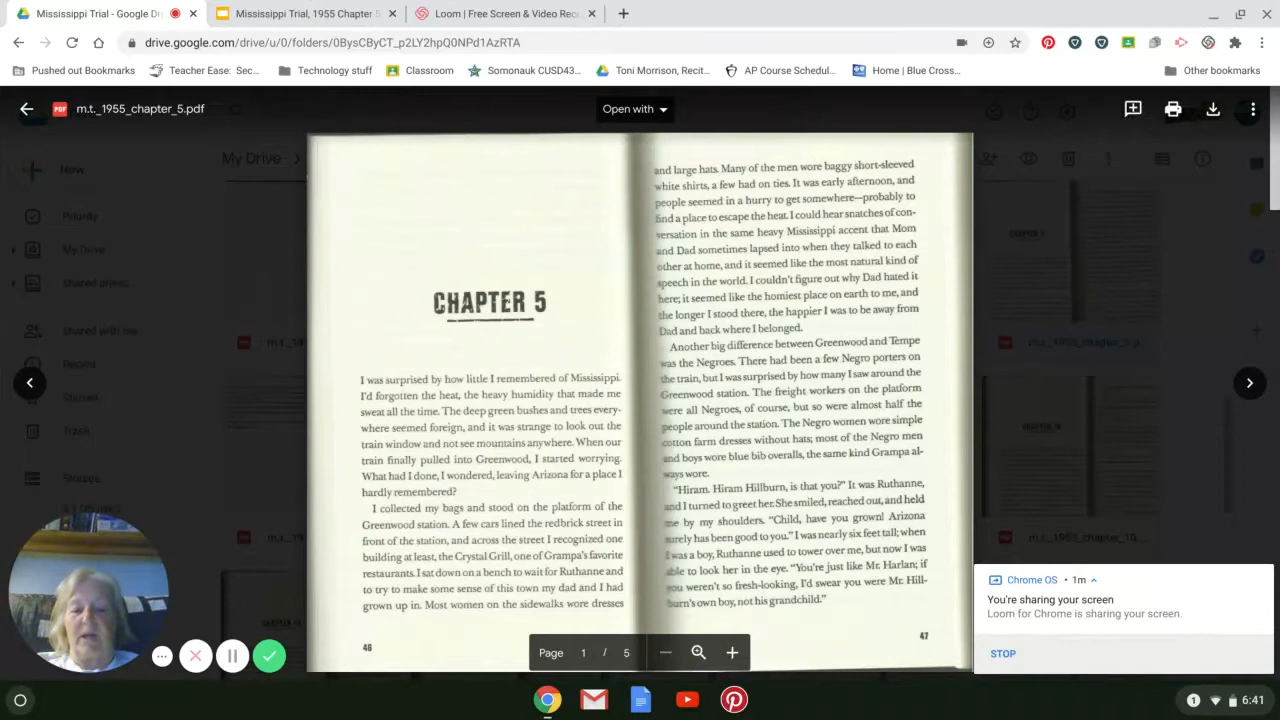 Mississippi Trial - Google Dr
Mississippi Trial, 1955 Chapter 5
Loom | Free Screen & Video Rec
drive.google.com/drive/u/0/folders/0BysCByCT_p2LY2hpQ0NPd1AzRTA
Pushed out Bookmarks
Teacher Ease: Sec...
Technology stuff
Classroom
Somonauk CUSD43...
Toni Morrison, Recit...
AP Course Schedul...
Home | Blue Cross...
Other bookmarks
PDF
m.t._1955_chapter_5.pdf
Open with
New
My Drive
Priority
My Drive
Shared drives
Shared with me
Recent
Starred
Trash
Storage
CHAPTER 5
I was surprised by how little I remembered of Mississippi.
I'd forgotten the heat, the heavy humidity that made me
sweat all the time. The deep green bushes and trees every-
where seemed foreign, and it was strange to look out the
train window and not see mountains anywhere. When our
train finally pulled into Greenwood, I started worrying.
What had I done, I wondered, leaving Arizona for a place I
hardly remembered?
I collected my bags and stood on the platform of the
Greenwood station. A few cars lined the redbrick street in
front of the station, and across the street I recognized one
building at least, the Crystal Grill, one of Grampa's favorite
restaurants. I sat down on a bench to wait for Ruthanne and
to try to make some sense of this town my dad and I had
grown up in. Most women on the sidewalks wore dresses
46
and large hats. Many of the men wore baggy short-sleeved
white shirts, a few had on ties. It was early afternoon, and
people seemed in a hurry to get somewhere—probably to
find a place to escape the heat. I could hear snatches of con-
versation in the same heavy Mississippi accent that Mom
and Dad sometimes lapsed into when they talked to each
other at home, and it seemed like the most natural kind of
speech in the world. I couldn't figure out why Dad hated it
here; it seemed like the homiest place on earth to me, and
the longer I stood there, the happier I was to be away from
Dad and back where I belonged.
Another big difference between Greenwood and Tempe
was the Negroes. There had been a few Negro porters on
the train, but I was surprised by how many I saw around the
Greenwood station. The freight workers on the platform
were all Negroes, of course, but so were almost half the
people around the station. The Negro women wore simple
cotton farm dresses without hats; most of the Negro men
and boys wore blue bib overalls, the same kind Grampa al-
ways wore.
"Hiram. Hiram Hillburn, is that you?" It was Ruthanne,
and I turned to greet her. She smiled, reached out, and held
me by my shoulders. "Child, have you grown! Arizona
surely has been good to you." I was nearly six feet tall; when
I was a boy, Ruthanne used to tower over me, but now I was
able to look her in the eye. "You're just like Mr. Harlan; if
you weren't so fresh-looking, I'd swear you were Mr. Hill-
burn's own boy, not his grandchild."
47
m.t._1955_chapter_5.p
Page 1 / 5
Chrome OS • 1m
You're sharing your screen
Loom for Chrome is sharing your screen.
STOP
1
6:41